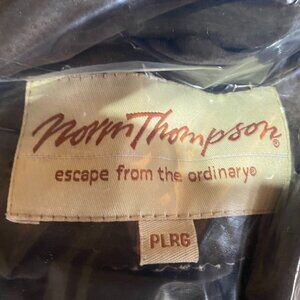 Norm Thompson®
escape from the ordinary®
PLRG